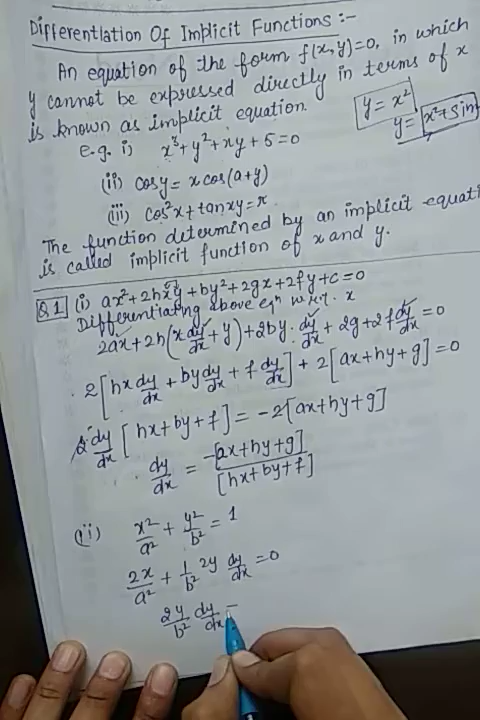 Differentiation Of Implicit Functions :-
An equation of the form f(x,y)=0, in which
y cannot be expressed directly in terms of x
is known as implicit equation.
y = x²
y = x²+sin
e.g. i) x³+y²+xy+5=0
(ii) cosy = x cos(a+y)
(iii) cos²x+tanxy=π
The function determined by an implicit equati
is called implicit function of x and y.
Q.1 (i) ax²+2hxy+by²+2gx+2fy+c=0
Differentiating above eqn w.r.t. x
2ax+2h(x dy/dx + y)+2by. dy/dx + 2g+2f dy/dx = 0
2[hx dy/dx + by dy/dx + f dy/dx] + 2[ax+hy+g]=0
2 dy/dx [hx+by+f] = -2[ax+hy+g]
dy/dx = -[ax+hy+g]/[hx+by+f]
(ii) x²/a² + y²/b² = 1
2x/a² + 1/b² 2y dy/dx = 0
2y/b² dy/dx =